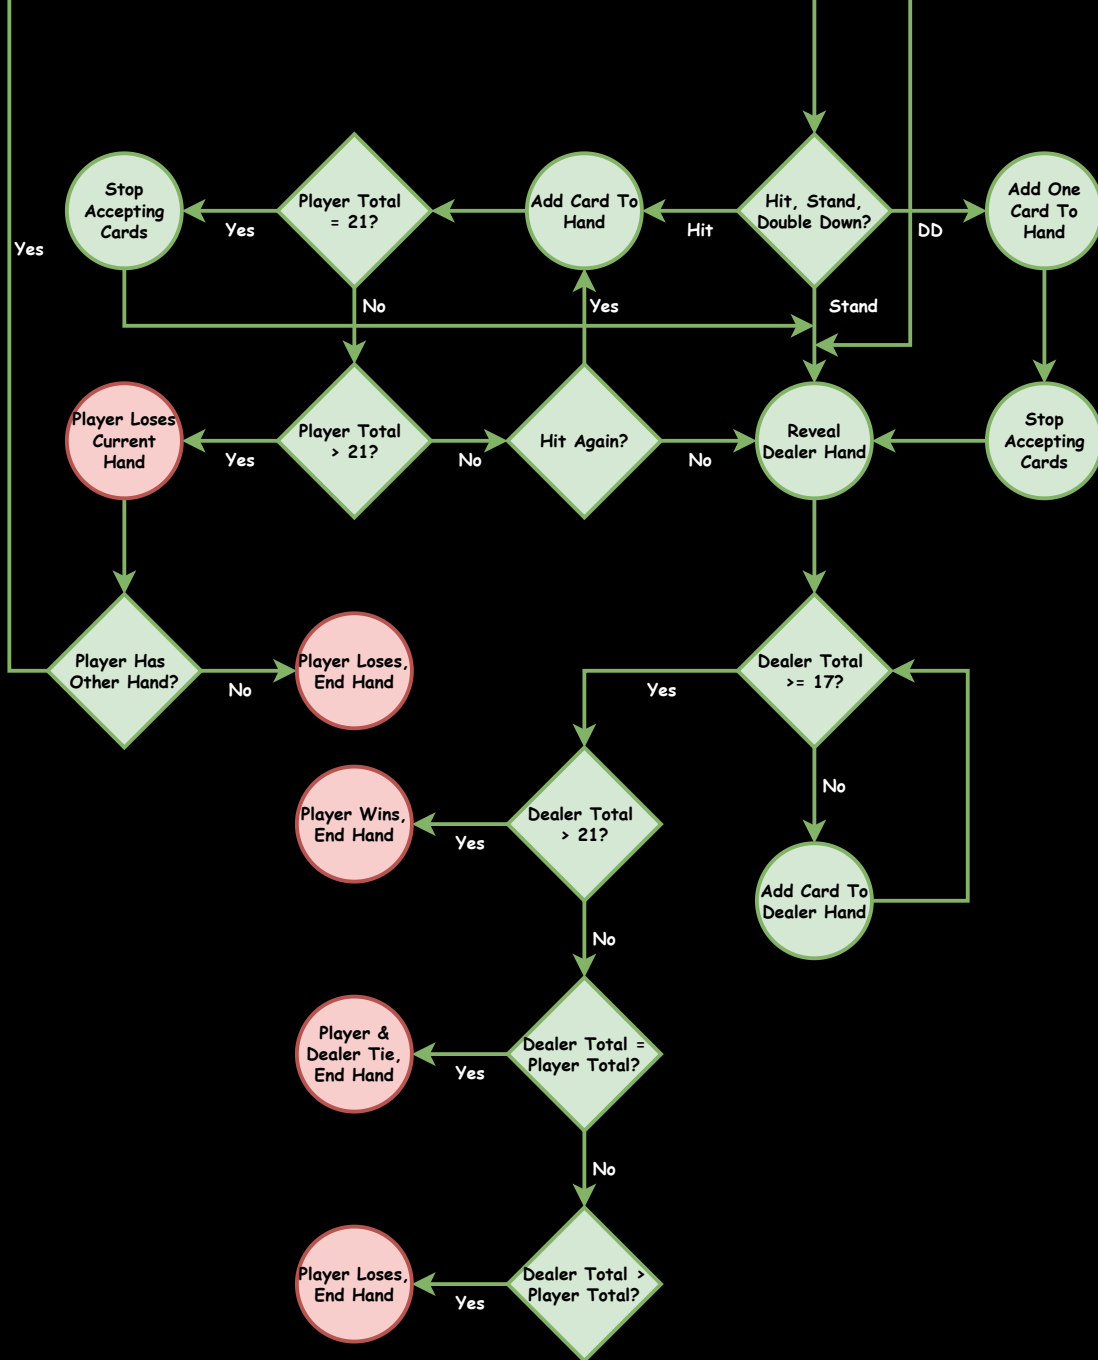 Stop
Accepting
Cards
Player Total
= 21?
Add Card To
Hand
Hit, Stand,
Double Down?
Add One
Card To
Hand
Yes
Hit
DD
Yes
No
Yes
Stand
Player Loses
Current
Hand
Player Total
> 21?
Hit Again?
Reveal
Dealer Hand
Stop
Accepting
Cards
Yes
No
No
Player Has
Other Hand?
Player Loses,
End Hand
Dealer Total
>= 17?
No
Yes
Player Wins,
End Hand
Dealer Total
> 21?
No
Yes
Add Card To
Dealer Hand
No
Player &
Dealer Tie,
End Hand
Dealer Total =
Player Total?
Yes
No
Player Loses,
End Hand
Dealer Total >
Player Total?
Yes